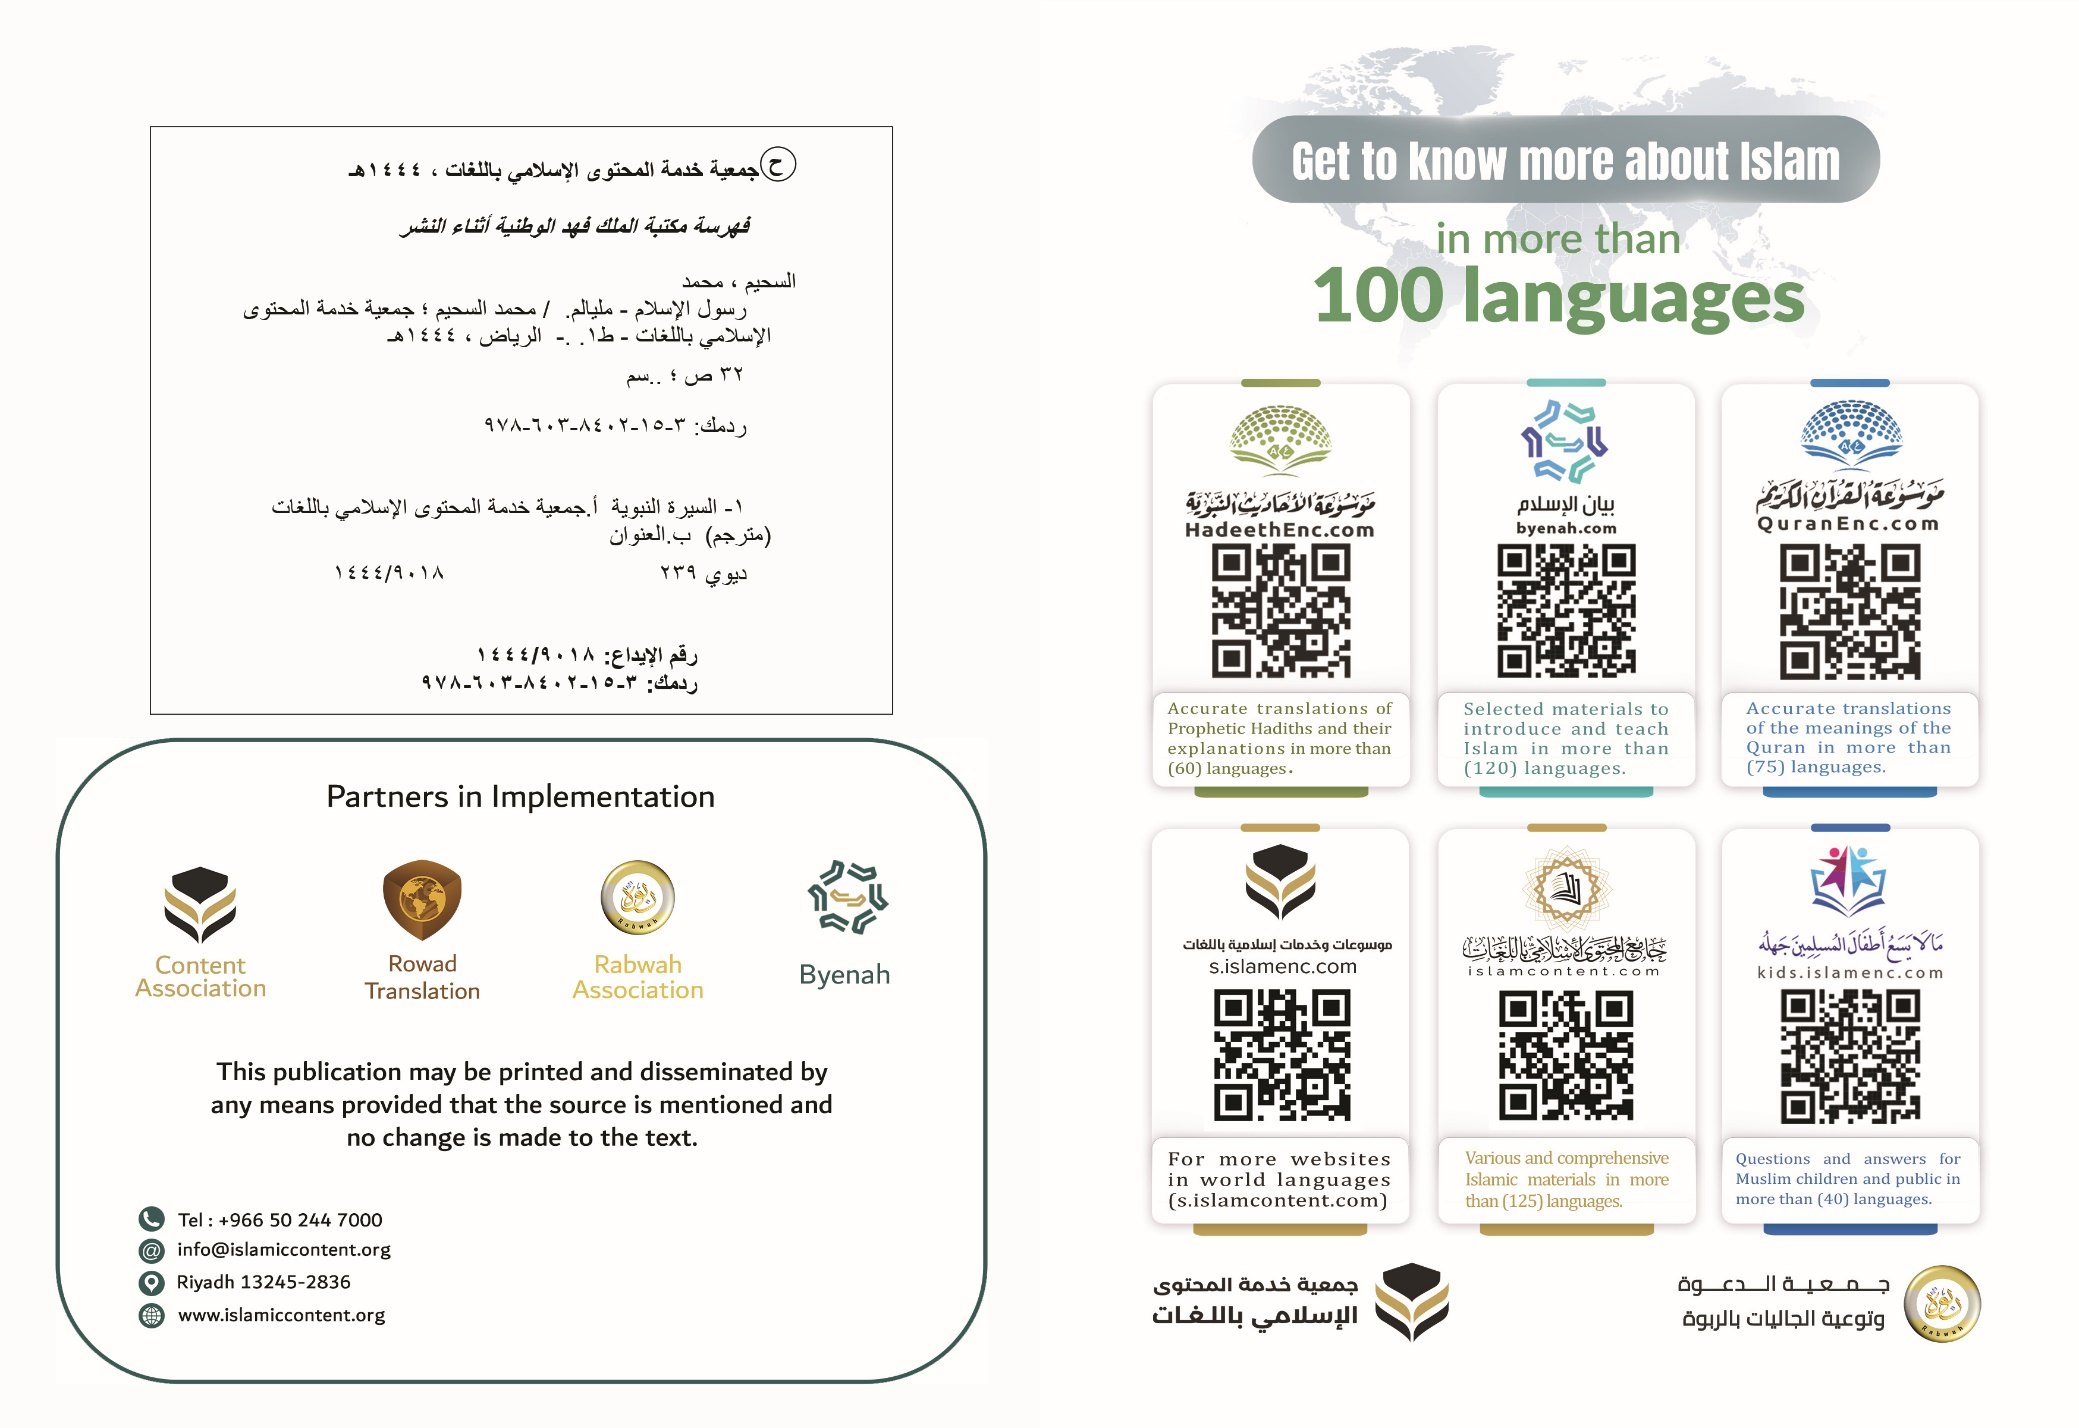 ح جمعية خدمة المحتوى الإسلامي باللغات ، ١٤٤٤هـ
فهرسة مكتبة الملك فهد الوطنية أثناء النشر
السحيم ، محمد
رسول الإسلام - مليالم. / محمد السحيم ؛ جمعية خدمة المحتوى
الإسلامي باللغات - ط١. .- الرياض ، ١٤٤٤هـ
٣٢ ص ؛ ..سم
ردمك: ٣-١٥-٨٤٠٢-٦٠٣-٩٧٨
١- السيرة النبوية أ.جمعية خدمة المحتوى الإسلامي باللغات
(مترجم) ب.العنوان
ديوي ٢٣٩ ١٤٤٤/٩٠١٨
رقم الإيداع: ١٤٤٤/٩٠١٨
ردمك: ٣-١٥-٨٤٠٢-٦٠٣-٩٧٨
Partners in Implementation
Content
Association
Rowad
Translation
Rabwah
Rabwah
Association
Byenah
This publication may be printed and disseminated by
any means provided that the source is mentioned and
no change is made to the text.
Tel : +966 50 244 7000
info@islamiccontent.org
Riyadh 13245-2836
www.islamiccontent.org
Get to know more about Islam
in more than
100 languages
موسوعة الأحاديث النبوية
HadeethEnc.com
Accurate translations of
Prophetic Hadiths and their
explanations in more than
(60) languages.
بيان الإسلام
byenah.com
Selected materials to
introduce and teach
Islam in more than
(120) languages.
موسوعة القرآن الكريم
QuranEnc.com
Accurate translations
of the meanings of the
Quran in more than
(75) languages.
موسوعات وخدمات إسلامية باللغات
s.islamenc.com
For more websites
in world languages
(s.islamcontent.com)
جامع المحتوى الإسلامي باللغات
islamcontent.com
Various and comprehensive
Islamic materials in more
than (125) languages.
مَا لَا يَسَعُ أَطْفَالَ الْمُسْلِمِينَ جَهْلُهُ
kids.islamenc.com
Questions and answers for
Muslim children and public in
more than (40) languages.
جمعية خدمة المحتوى
الإسلامي باللغات
جـمـعـيـة الـدعـوة
وتوعية الجاليات بالربوة
Rabwah